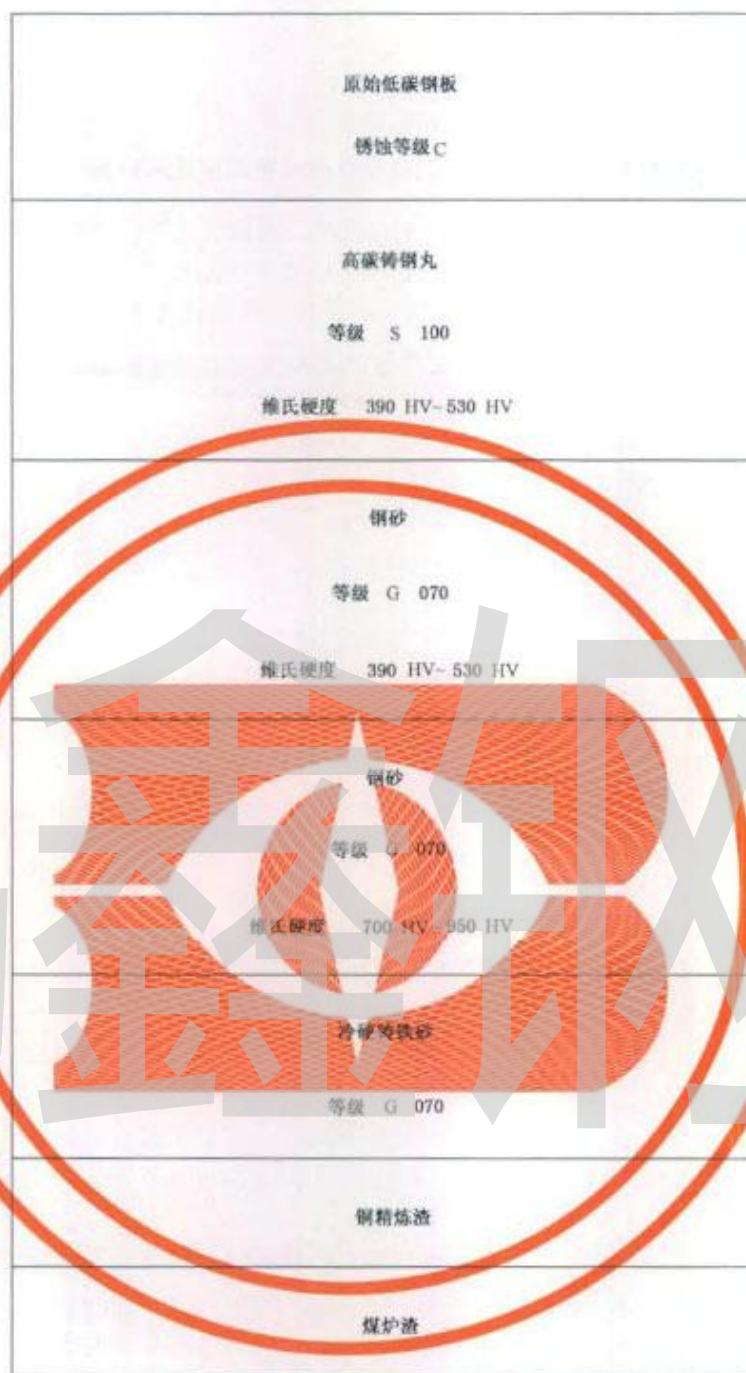 原始低碳钢板
锈蚀等级C
高碳铸钢丸
等级 S 100
维氏硬度 390 HV~530 HV
钢砂
等级 G 070
维氏硬度 390 HV~530 HV
钢砂
等级 G 070
维氏硬度 700 HV~950 HV
冷硬铸铁砂
等级 G 070
铜精炼渣
煤炉渣
鑫钢